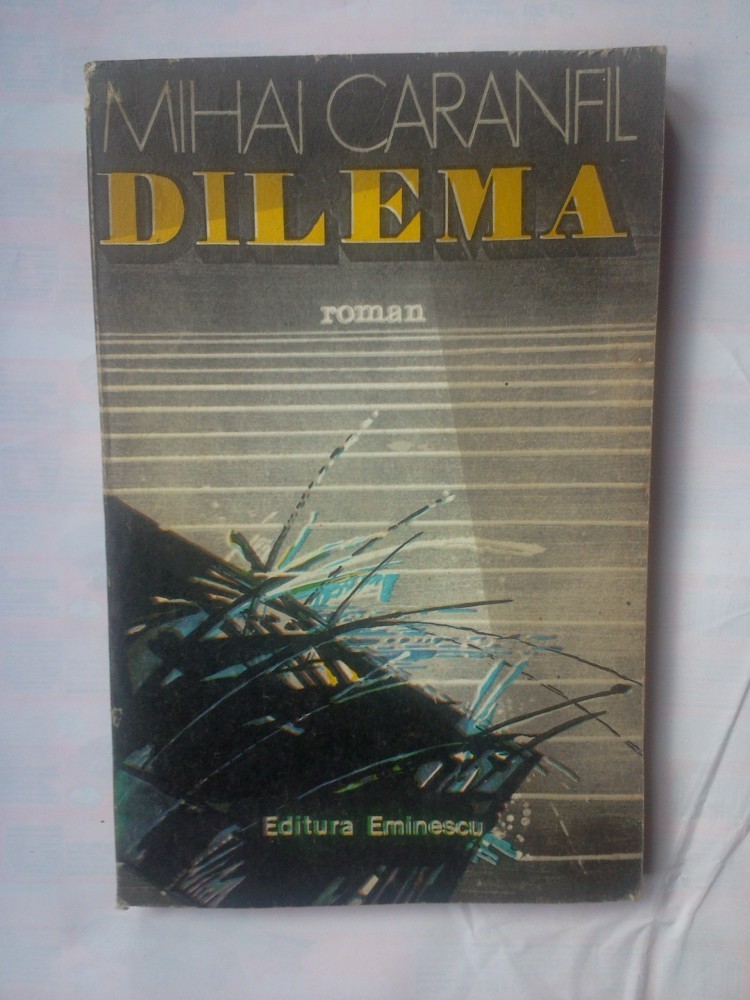 MIHAI CARANFIL
DILEMA
roman
Editura Eminescu